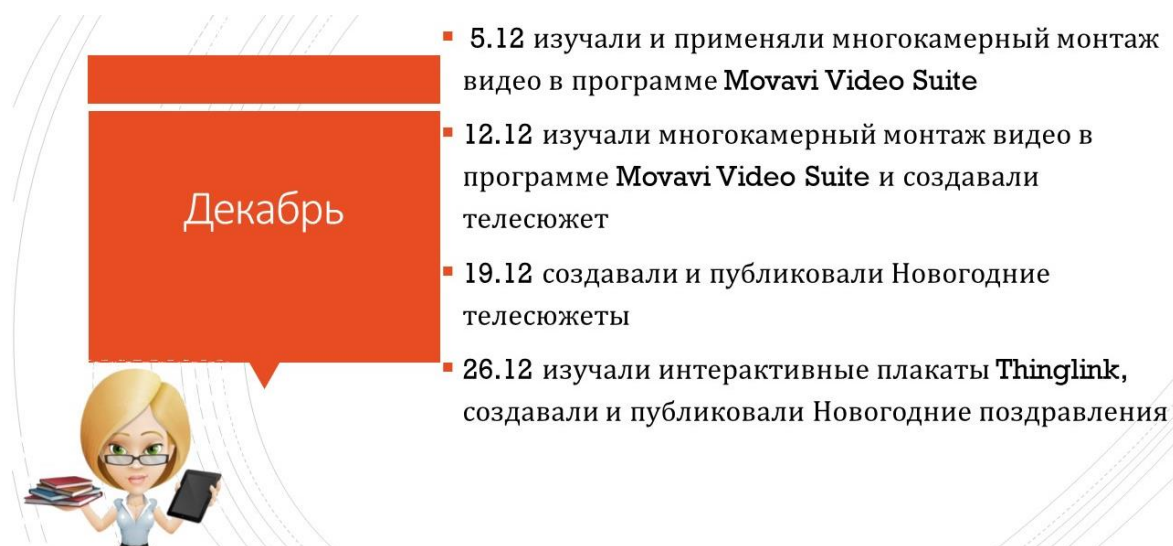 Декабрь
5.12 изучали и применяли многокамерный монтаж
видео в программе Movavi Video Suite
12.12 изучали многокамерный монтаж видео в
программе Movavi Video Suite и создавали
телесюжет
19.12 создавали и публиковали Новогодние
телесюжеты
26.12 изучали интерактивные плакаты Thinglink,
создавали и публиковали Новогодние поздравления